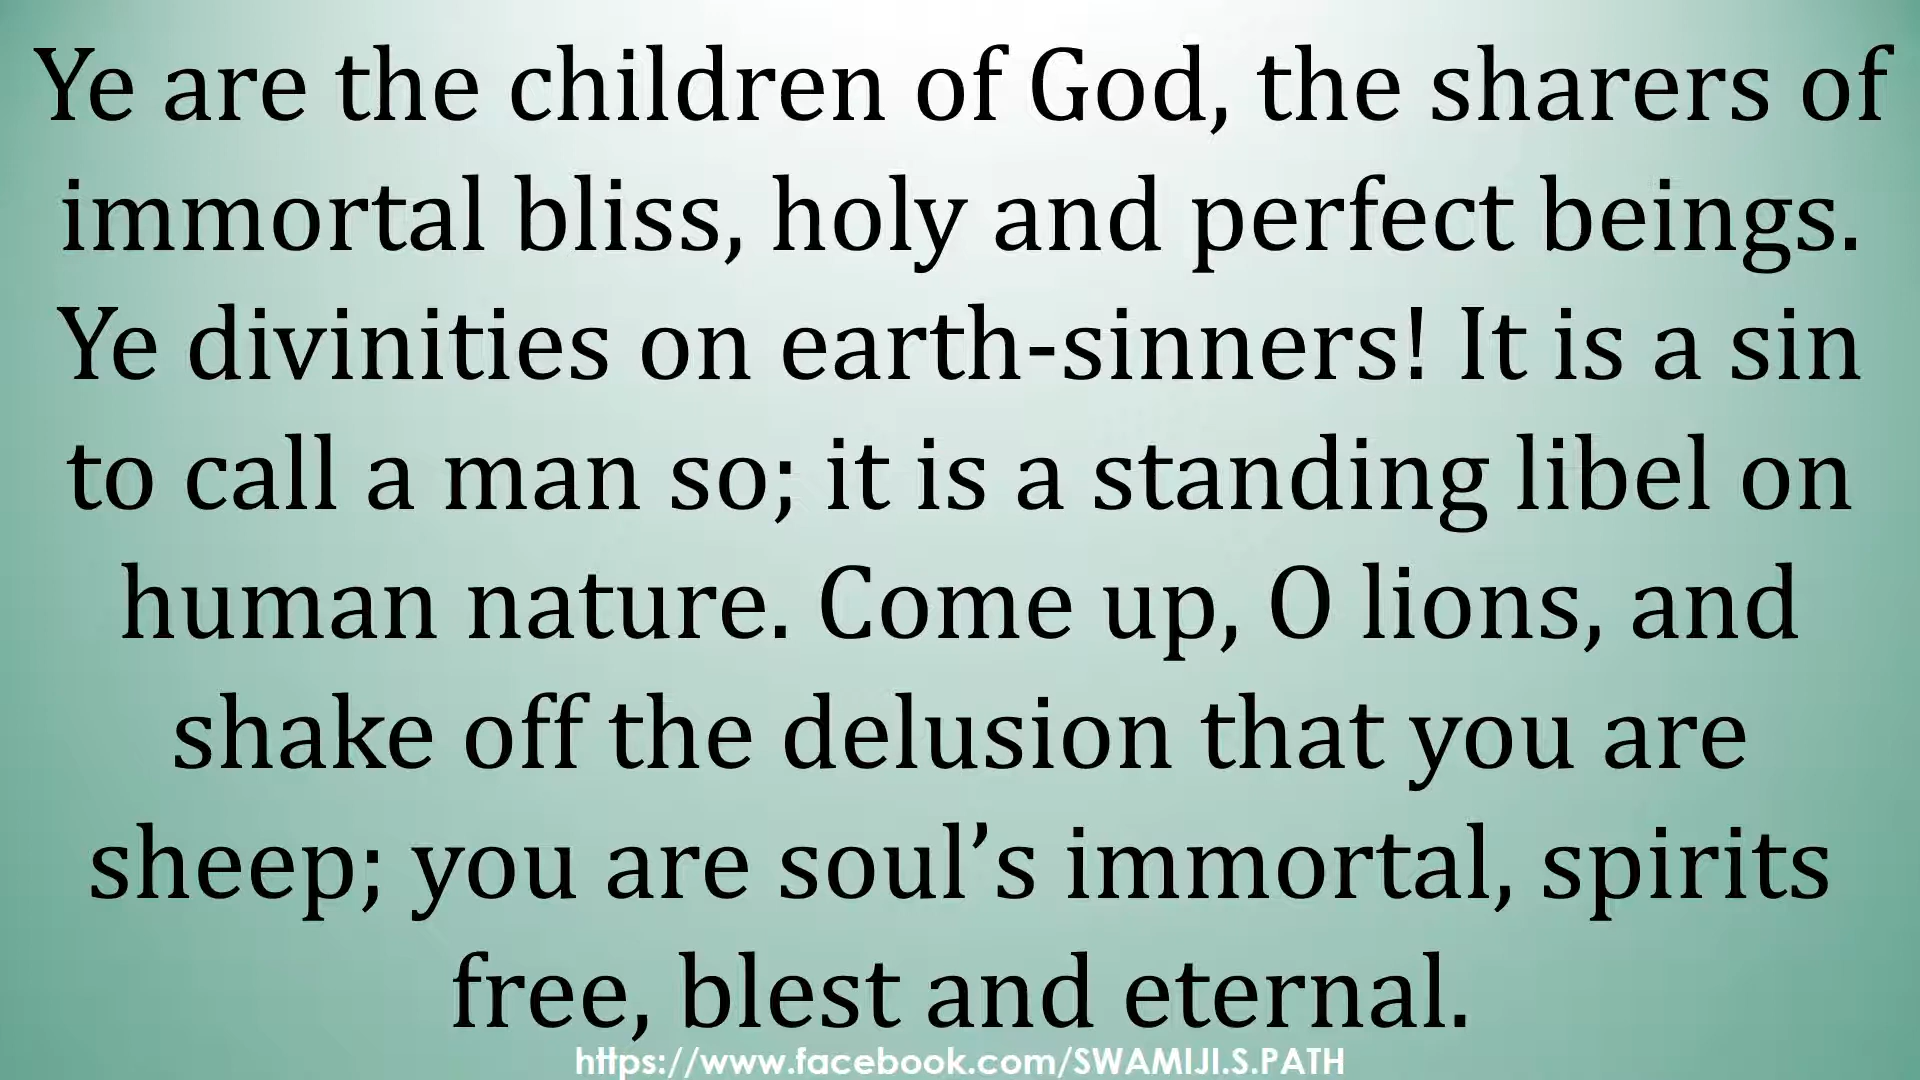 Ye are the children of God, the sharers of
immortal bliss, holy and perfect beings.
Ye divinities on earth-sinners! It is a sin
to call a man so; it is a standing libel on
human nature. Come up, O lions, and
shake off the delusion that you are
sheep; you are soul’s immortal, spirits
free, blest and eternal.
https://www.facebook.com/SWAMIJI.S.PATH